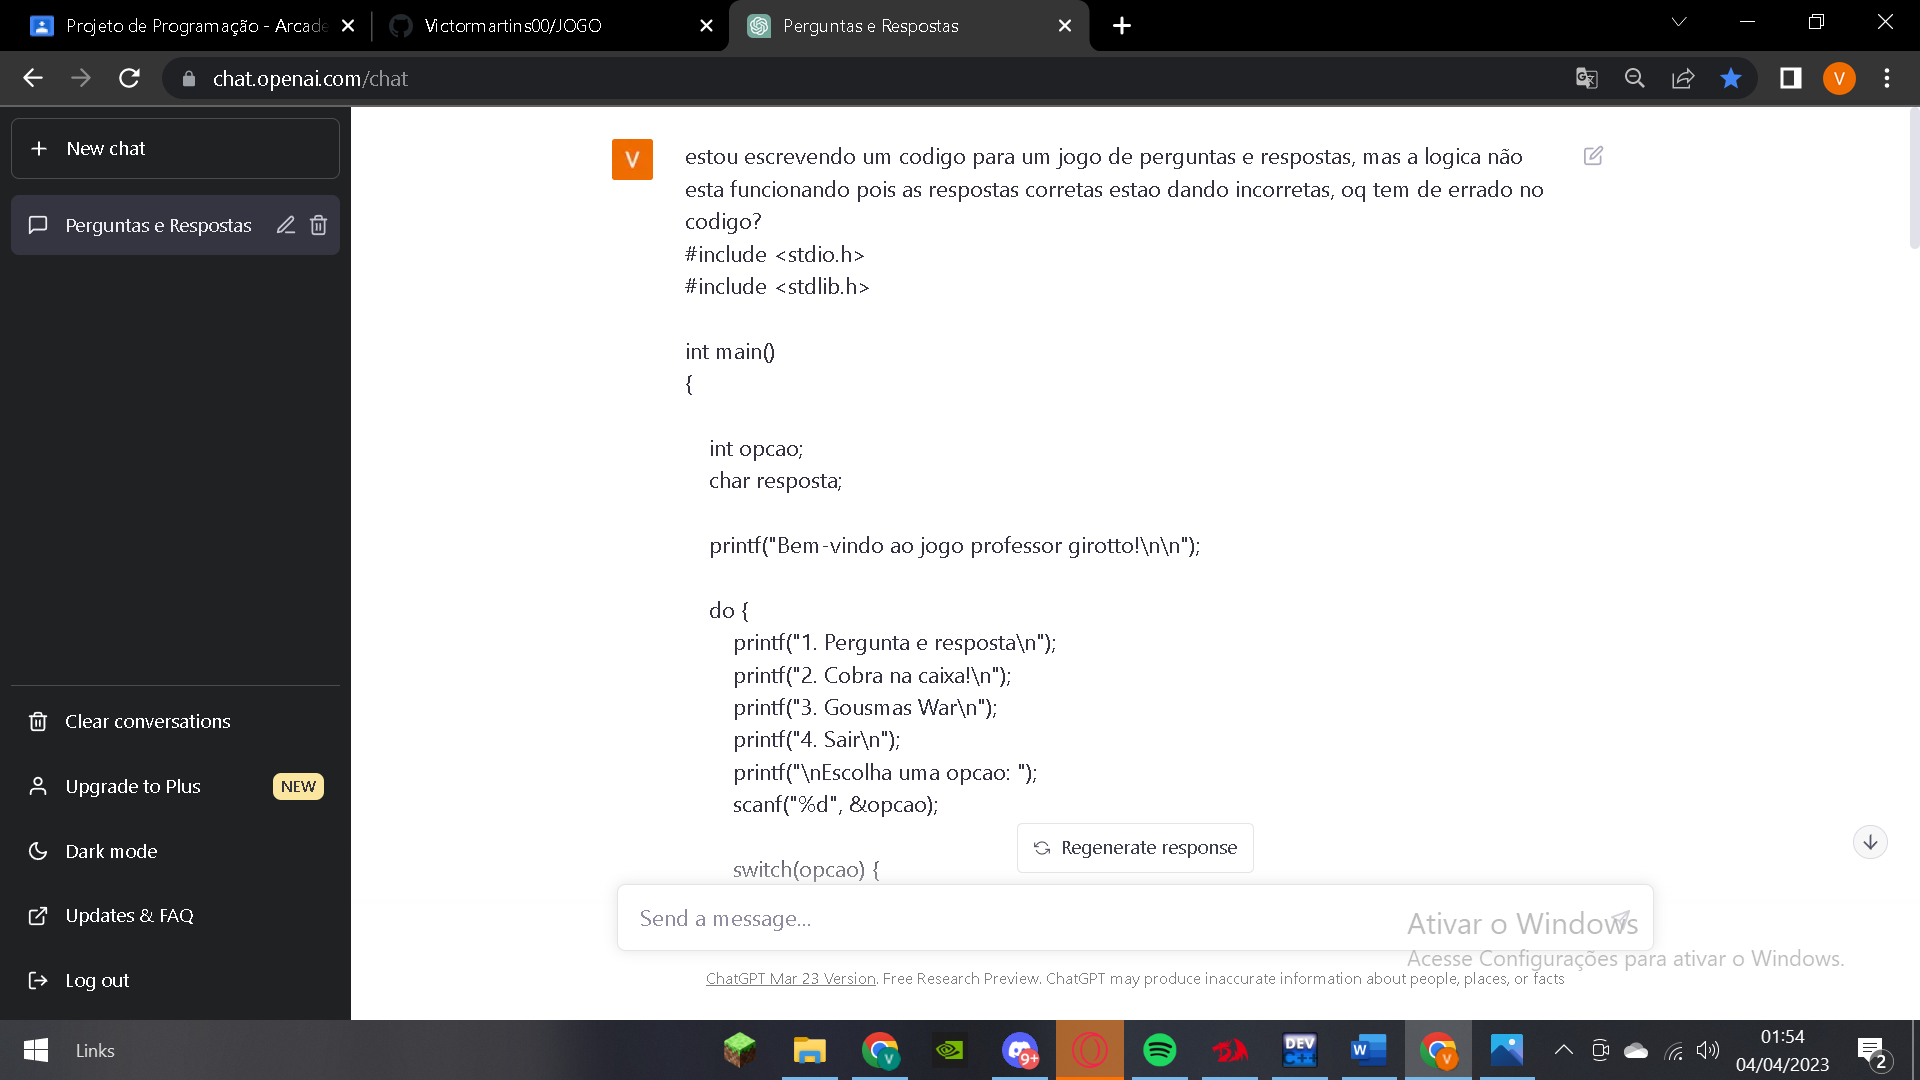 Projeto de Programação - Arcade
Victormartins00/JOGO
Perguntas e Respostas
chat.openai.com/chat
V
New chat
Perguntas e Respostas
V
estou escrevendo um codigo para um jogo de perguntas e respostas, mas a logica não
esta funcionando pois as respostas corretas estao dando incorretas, oq tem de errado no
codigo?
#include <stdio.h>
#include <stdlib.h>
int main()
{
int opcao;
char resposta;
printf("Bem-vindo ao jogo professor girotto!\n\n");
do {
printf("1. Pergunta e resposta\n");
printf("2. Cobra na caixa!\n");
printf("3. Gousmas War\n");
printf("4. Sair\n");
printf("\nEscolha uma opcao: ");
scanf("%d", &opcao);
switch(opcao) {
Regenerate response
Send a message...
Clear conversations
Upgrade to Plus
NEW
Dark mode
Updates & FAQ
Log out
Ativar o Windows
Acesse Configurações para ativar o Windows.
ChatGPT Mar 23 Version. Free Research Preview. ChatGPT may produce inaccurate information about people, places, or facts
Links
V
9+
DEV
C++
W
V
01:54
04/04/2023
2